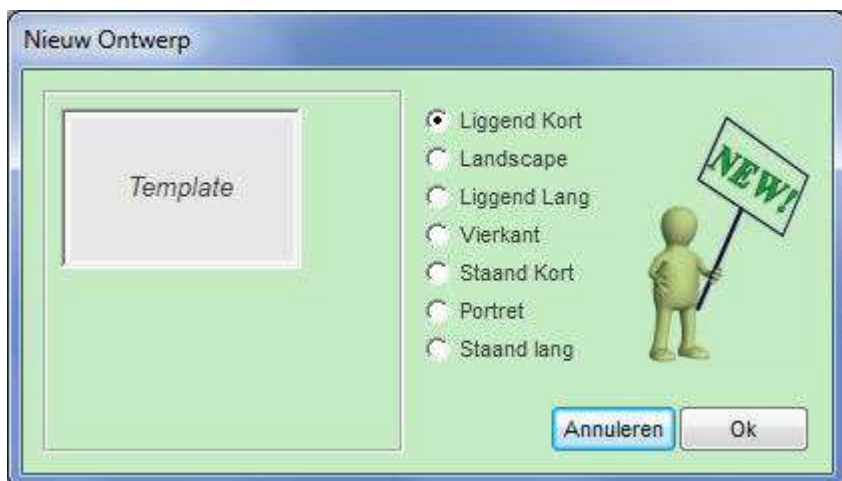 Nieuw Ontwerp
Template
Liggend Kort
Landscape
Liggend Lang
Vierkant
Staand Kort
Portret
Staand lang
NEW!
Annuleren
Ok